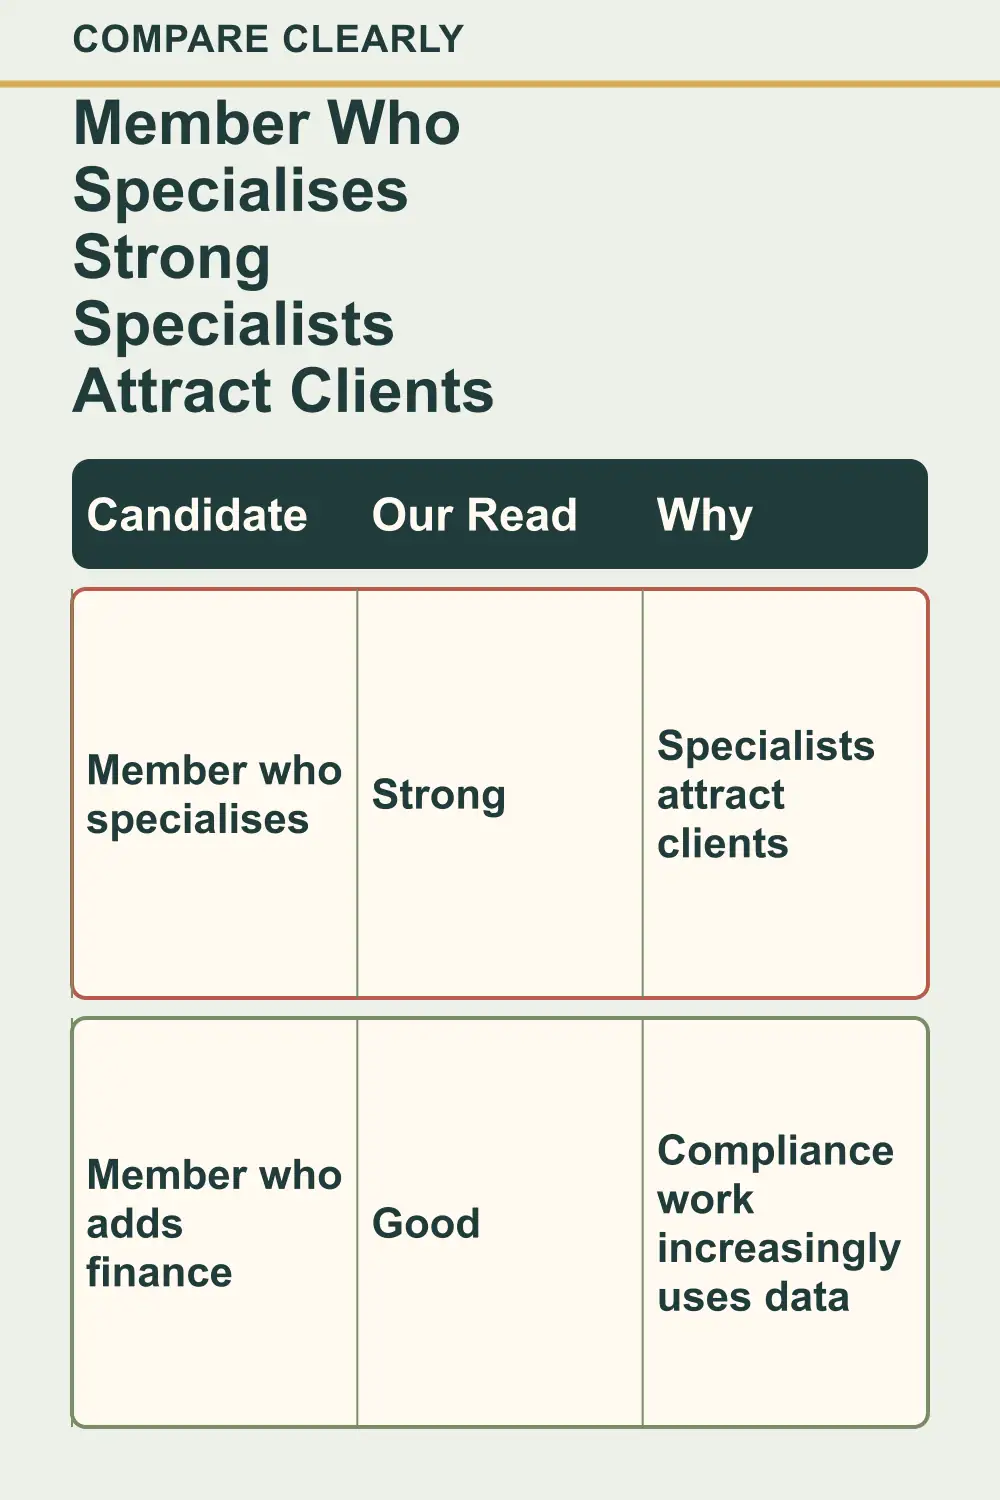 COMPARE CLEARLY
Member Who
Specialises
Strong
Specialists
Attract Clients
Candidate
Our Read
Why
Member who
specialises
Strong
Specialists
attract
clients
Member who
adds
finance
Good
Compliance
work
increasingly
uses data